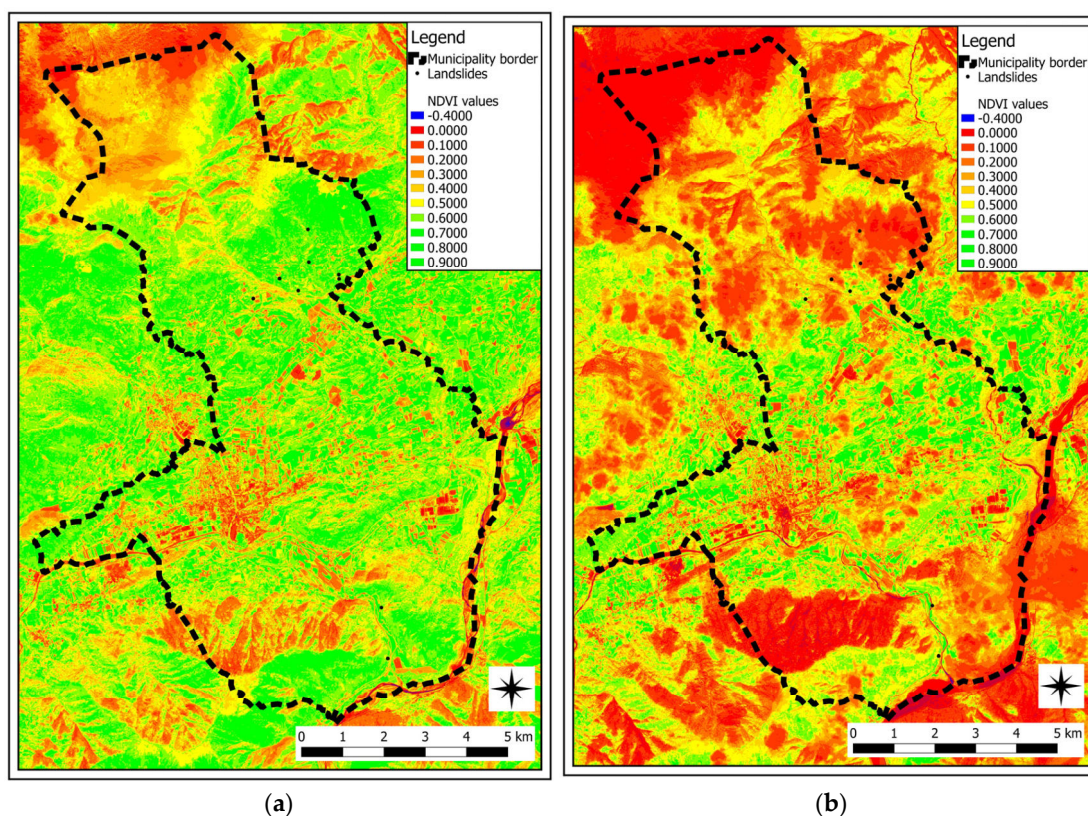 Legend
Municipality border
Landslides
NDVI values
-0.4000
0.0000
0.1000
0.2000
0.3000
0.4000
0.5000
0.6000
0.7000
0.8000
0.9000
0 1 2 3 4 5 km
(a)
Legend
Municipality border
Landslides
NDVI values
-0.4000
0.0000
0.1000
0.2000
0.3000
0.4000
0.5000
0.6000
0.7000
0.8000
0.9000
0 1 2 3 4 5 km
(b)